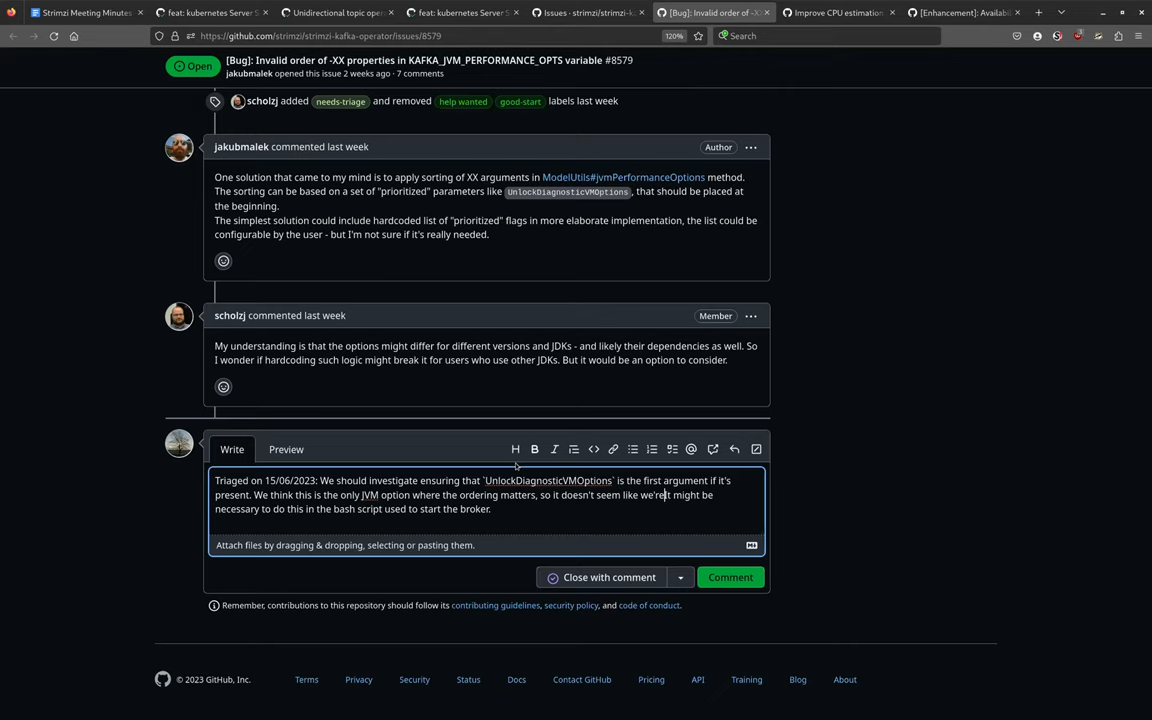 Strimzi Meeting Minutes
feat: kubernetes Server S
Unidirectional topic oper
feat: kubernetes Server S
Issues · strimzi/strimzi-k
[Bug]: Invalid order of -XX
Improve CPU estimation
[Enhancement]: Availabi
https://github.com/strimzi/strimzi-kafka-operator/issues/8579
120%
Search
Open
[Bug]: Invalid order of -XX properties in KAFKA_JVM_PERFORMANCE_OPTS variable #8579
jakubmalek opened this issue 2 weeks ago · 7 comments
scholzj added needs-triage and removed help wanted good-start labels last week
jakubmalek commented last week
Author
One solution that came to my mind is to apply sorting of XX arguments in ModelUtils#jvmPerformanceOptions method.
The sorting can be based on a set of "prioritized" parameters like UnlockDiagnosticVMOptions, that should be placed at
the beginning.
The simplest solution could include hardcoded list of "prioritized" flags in more elaborate implementation, the list could be
configurable by the user - but I'm not sure if it's really needed.
scholzj commented last week
Member
My understanding is that the options might differ for different versions and JDKs - and likely their dependencies as well. So
I wonder if hardcoding such logic might break it for users who use other JDKs. But it would be an option to consider.
Write
Preview
Triaged on 15/06/2023: We should investigate ensuring that `UnlockDiagnosticVMOptions` is the first argument if it's
present. We think this is the only JVM option where the ordering matters, so it doesn't seem like we'reIt might be
necessary to do this in the bash script used to start the broker.
Attach files by dragging & dropping, selecting or pasting them.
Close with comment
Comment
Remember, contributions to this repository should follow its contributing guidelines, security policy, and code of conduct.
© 2023 GitHub, Inc.
Terms
Privacy
Security
Status
Docs
Contact GitHub
Pricing
API
Training
Blog
About